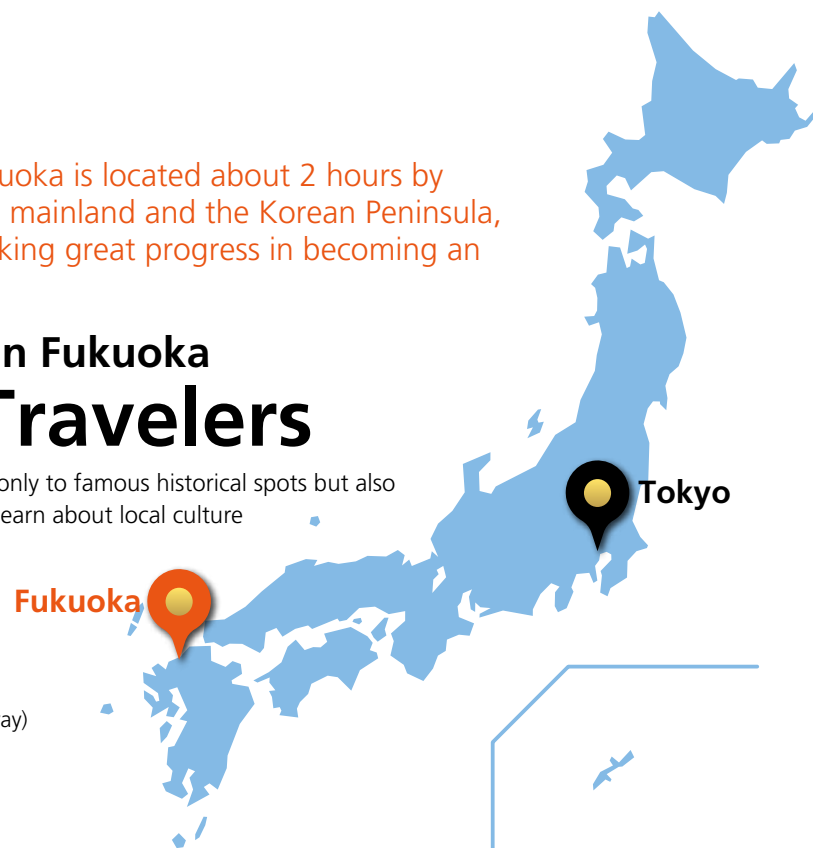 uoka is located about 2 hours by
mainland and the Korean Peninsula,
king great progress in becoming an
n Fukuoka
Travelers
only to famous historical spots but also
earn about local culture
Tokyo
Fukuoka
ay)